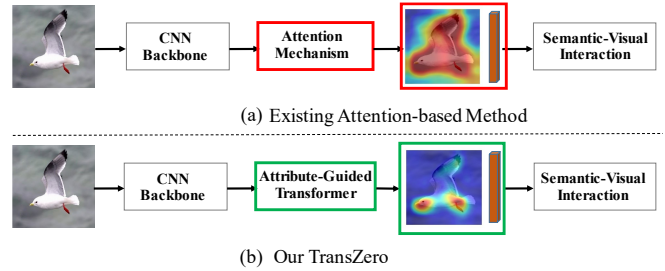 CNN
Backbone
Attention
Mechanism
Semantic-Visual
Interaction
(a) Existing Attention-based Method
CNN
Backbone
Attribute-Guided
Transformer
Semantic-Visual
Interaction
(b) Our TransZero